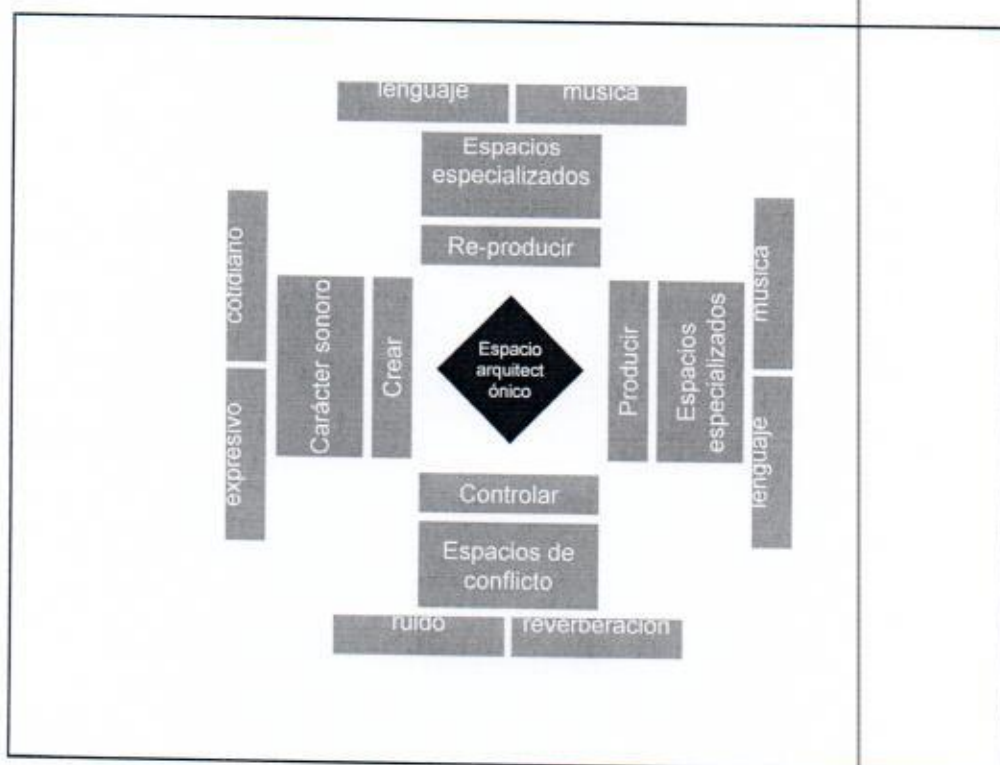 lenguaje
musica
Espacios
especializados
Re-producir
cotidiano
expresivo
Carácter sonoro
Crear
Espacio
arquitect
ónico
Producir
Espacios
especializados
musica
lenguaje
Controlar
Espacios de
conflicto
ruido
reverberacion